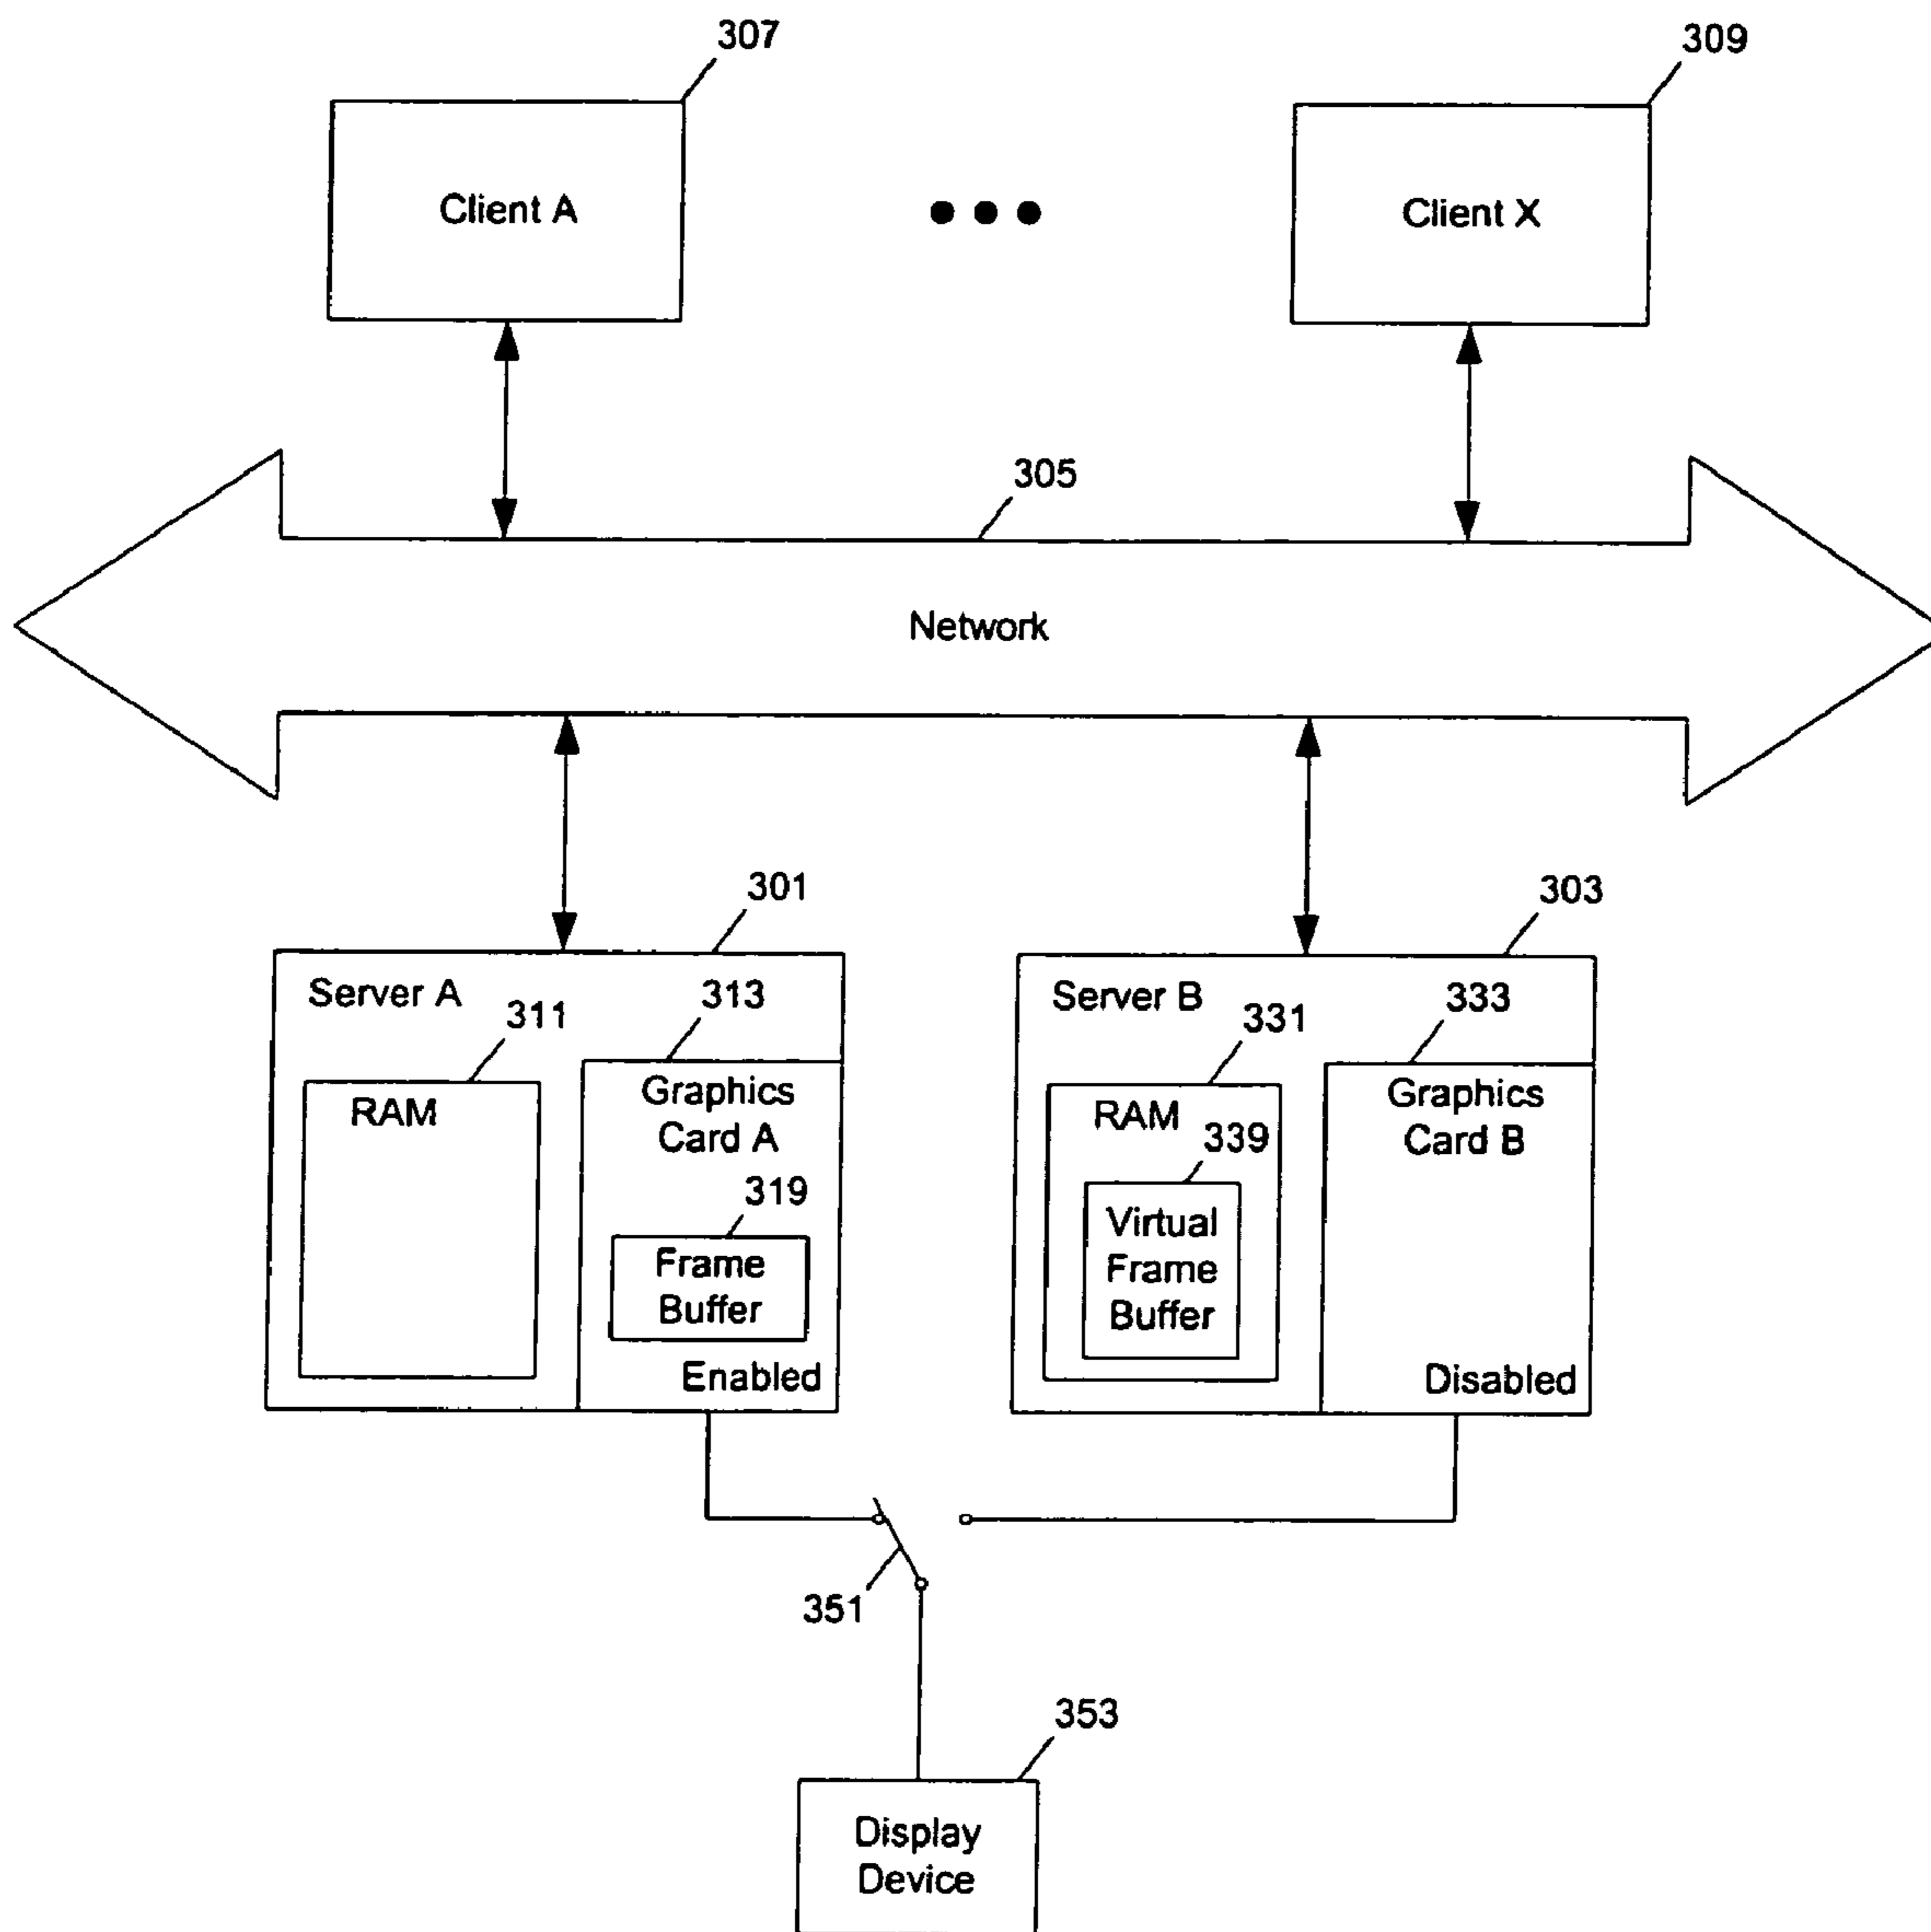 307
309
Client A
Client X
305
Network
301
303
Server A
313
Server B
333
311
331
RAM
Graphics
Card A
RAM
Graphics
Card B
339
319
Virtual
Frame
Buffer
Frame
Buffer
Enabled
Disabled
351
353
Display
Device